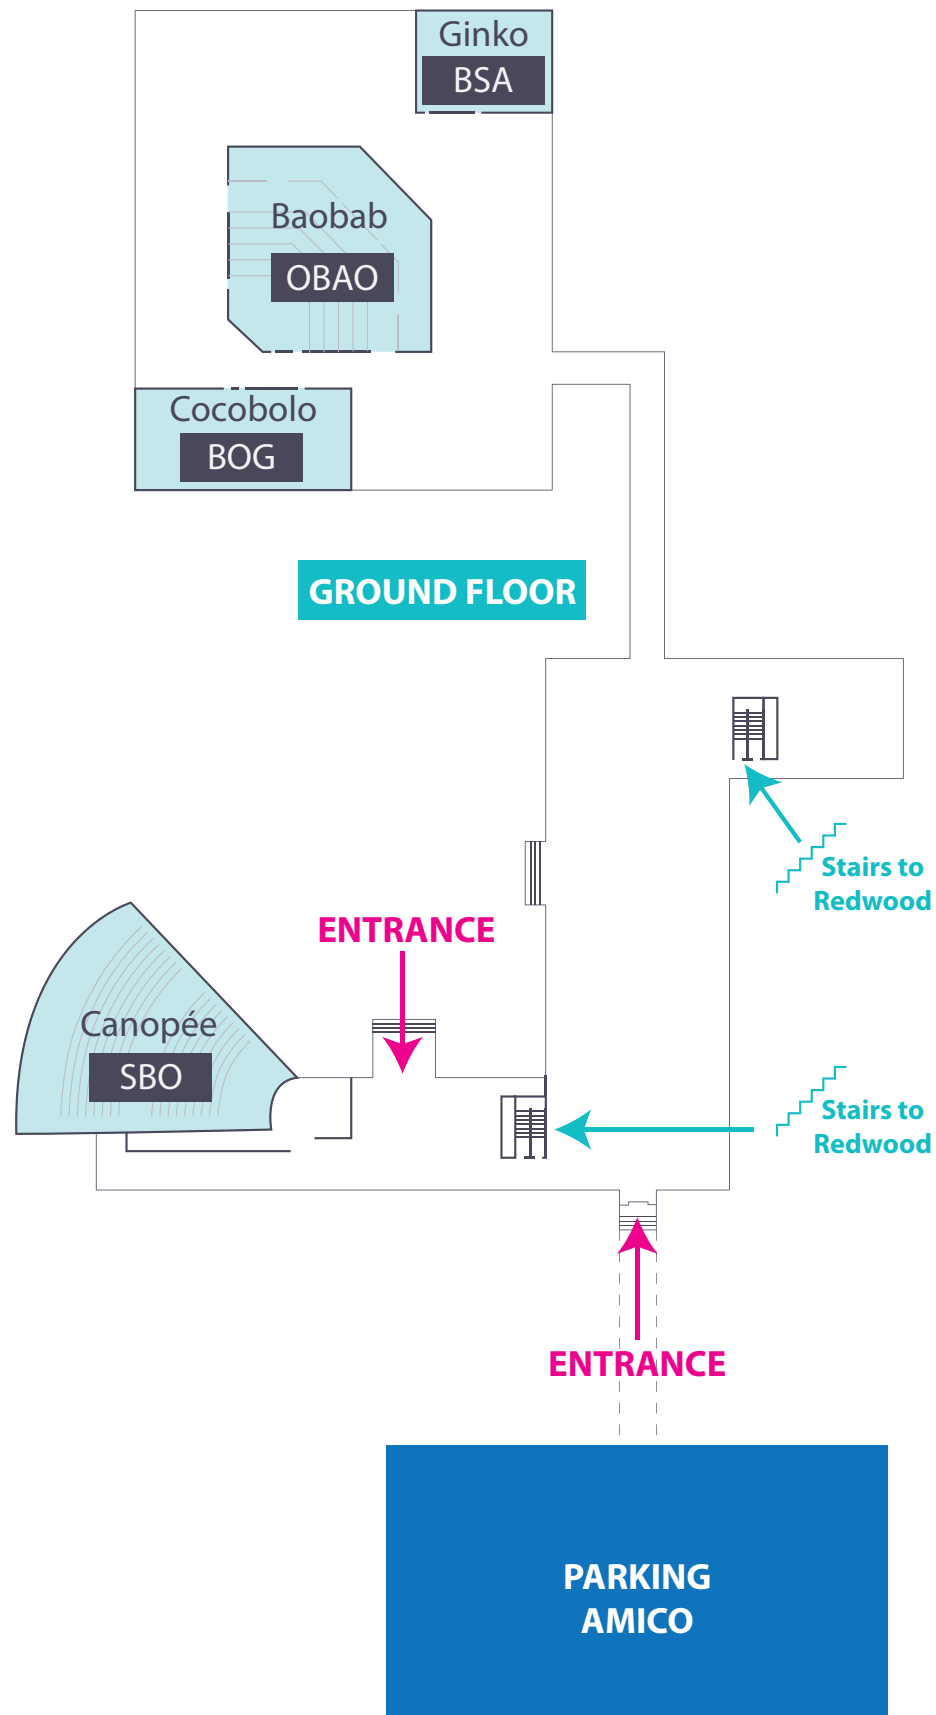 Ginko
BSA
Baobab
OBAO
Cocobolo
BOG
GROUND FLOOR
Stairs to
Redwood
ENTRANCE
Canopée
SBO
Stairs to
Redwood
ENTRANCE
PARKING
AMICO